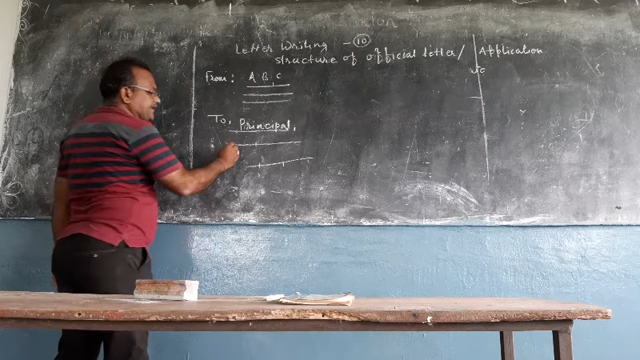 Letter Writing - 10
Structure of official letter/ Application
From: A B C
To,
Principal,